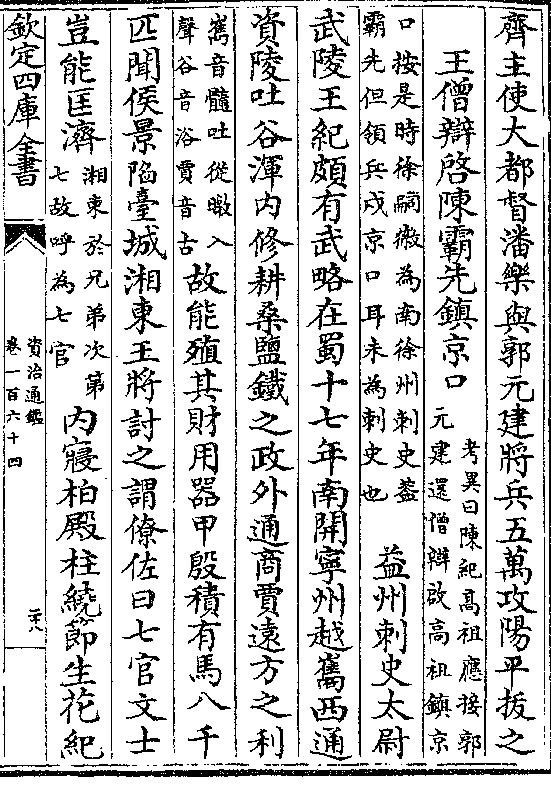 齊主使大都督潘樂與郭元建將兵五萬攻陽平拔之
王僧辯啓陳霸先鎮京口考異曰陳紀高祖應接郭
元建還僧辯啟高祖鎮京
口按是時徐嗣徽為南徐州刺史蓋
霸先但領兵戍京口耳未為刺史也益州刺史太尉
武陵王紀頗有武略在蜀十七年南開寧州越嶲西通
資陵吐谷渾内修耕桑鹽鐵之政外通商賈遠方之利
嶲音髓吐從暾入
聲谷音浴賈音古故能殖其財用器甲殷積有馬八千
匹聞侯景陷臺城湘東王將討之謂僚佐曰七官文士
豈能匡濟湘東於兄弟次第
七故呼為七官内寢柏殿柱繞節生花紀
欽定四庫全書
資治通鑑
卷一百六十四
二十八